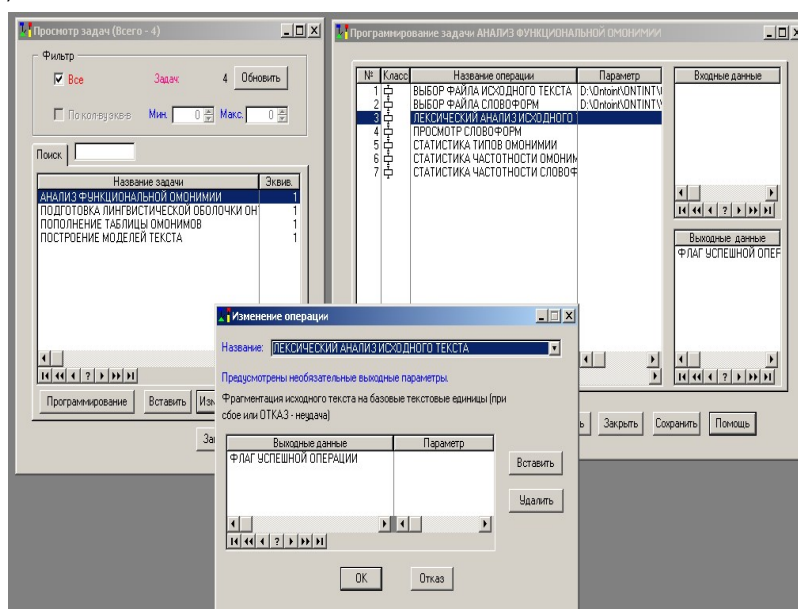 Просмотр задач (Всего - 4)
Фильтр
Все Задач: 4 Обновить
По кол-ву экв-в Мин. 0 Макс. 0
Поиск
Название задачи Эквив.
АНАЛИЗ ФУНКЦИОНАЛЬНОЙ ОМОНИМИИ 1
ПОДГОТОВКА ЛИНГВИСТИЧЕСКОЙ ОБОЛОЧКИ ОН 1
ПОПОЛНЕНИЕ ТАБЛИЦЫ ОМОНИМОВ 1
ПОСТРОЕНИЕ МОДЕЛЕЙ ТЕКСТА 1
?
Программирование Вставить Изм
За
Программирование задачи АНАЛИЗ ФУНКЦИОНАЛЬНОЙ ОМОНИМИИ
№ Класс Название операции Параметр
1 ВЫБОР ФАЙЛА ИСХОДНОГО ТЕКСТА D:\Ontoint\ONTINT\
2 ВЫБОР ФАЙЛА СЛОВОФОРМ D:\Ontoint\ONTINT\
3 ЛЕКСИЧЕСКИЙ АНАЛИЗ ИСХОДНОГО
4 ПРОСМОТР СЛОВОФОРМ
5 СТАТИСТИКА ТИПОВ ОМОНИМИИ
6 СТАТИСТИКА ЧАСТОТНОСТИ ОМОНИМ
7 СТАТИСТИКА ЧАСТОТНОСТИ СЛОВОФ
Входные данные
?
Выходные данные
ФЛАГ УСПЕШНОЙ ОПЕР
?
ь Закрыть Сохранить Помощь
Изменение операции
Название: ЛЕКСИЧЕСКИЙ АНАЛИЗ ИСХОДНОГО ТЕКСТА
Предусмотрены необязательные выходные параметры.
Фрагментация исходного текста на базовые текстовые единицы (при
сбое или ОТКАЗ - неудача)
Выходные данные Параметр
ФЛАГ УСПЕШНОЙ ОПЕРАЦИИ
Вставить
Удалить
?
OK Отказ